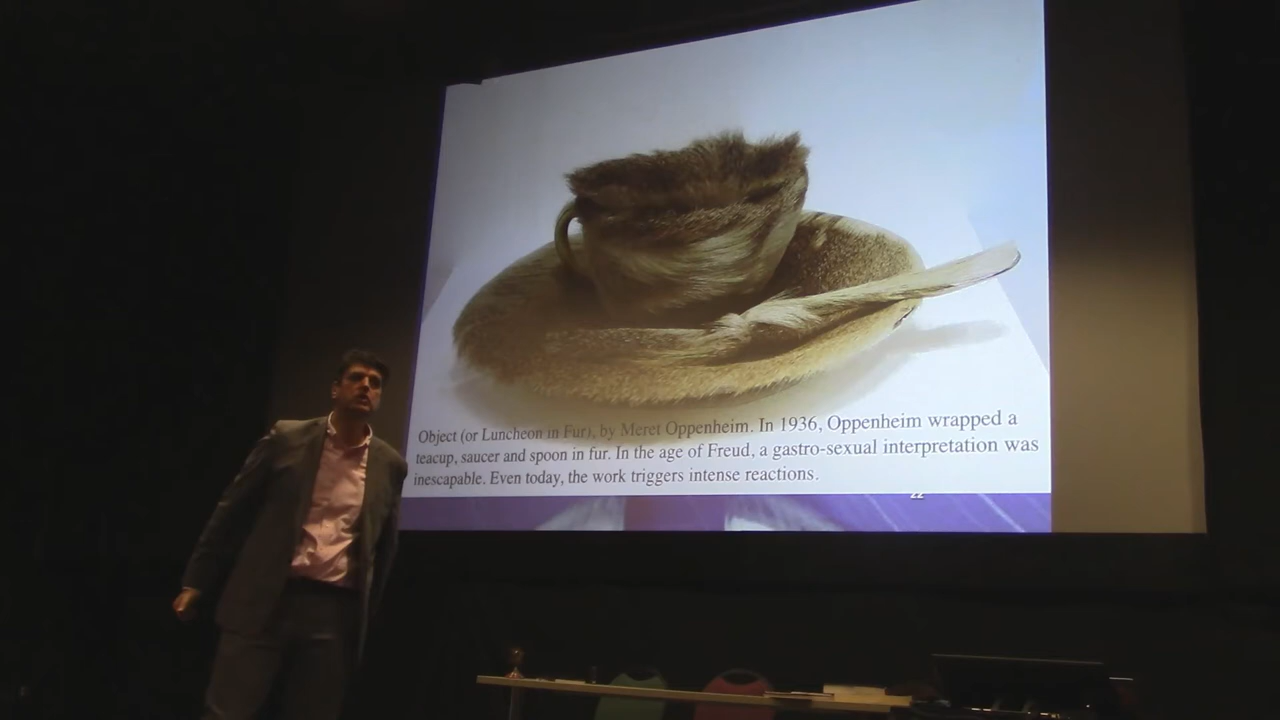 Object (or Luncheon in Fur), by Meret Oppenheim. In 1936, Oppenheim wrapped a
teacup, saucer and spoon in fur. In the age of Freud, a gastro-sexual interpretation was
inescapable. Even today, the work triggers intense reactions.
22